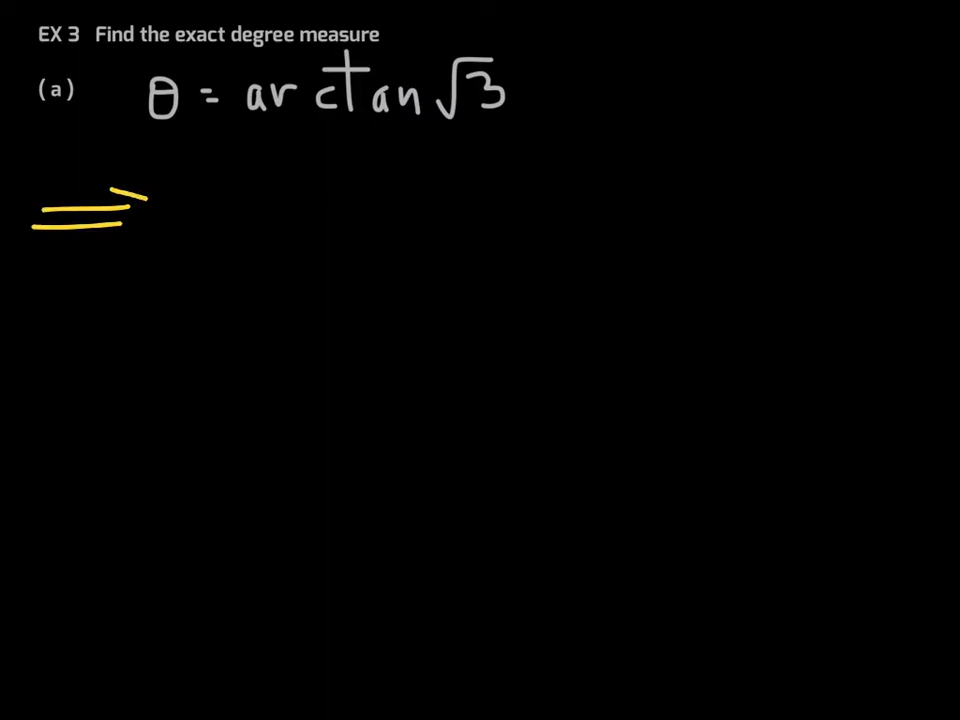 EX 3 Find the exact degree measure
(a) θ = arctan √3